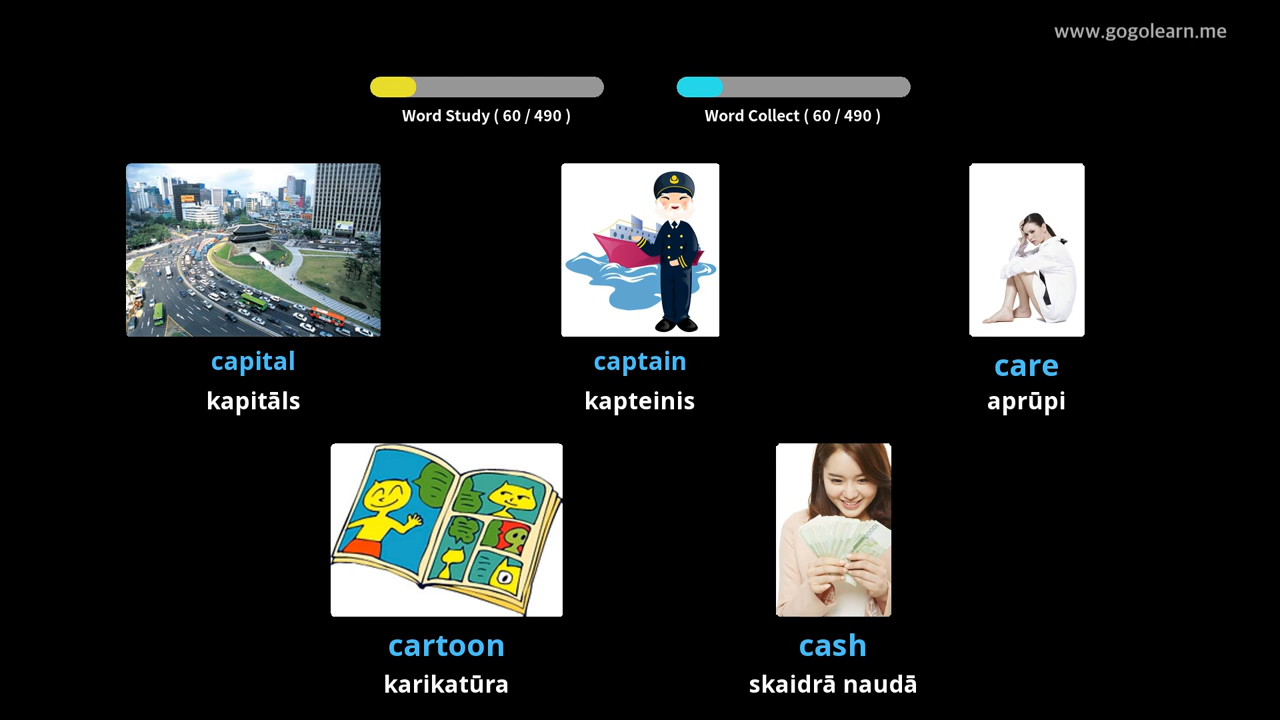 www.gogolearn.me
Word Study ( 60 / 490 )
Word Collect ( 60 / 490 )
capital
kapitāls
captain
kapteinis
care
aprūpi
cartoon
karikatūra
cash
skaidrā naudā